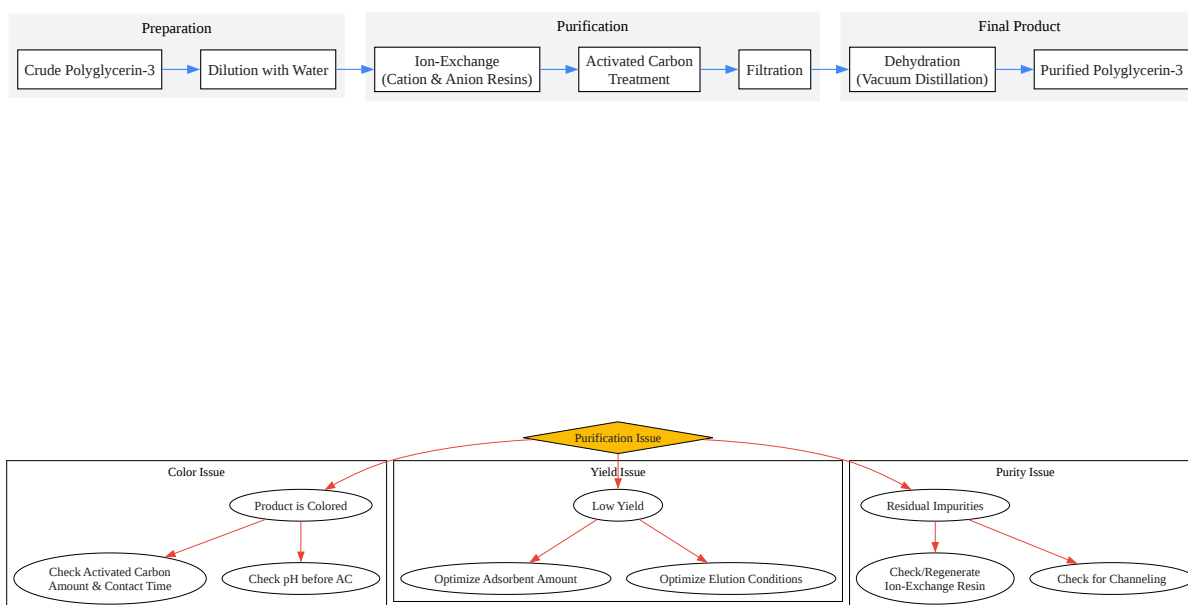 Preparation
Purification
Final Product
Crude Polyglycerin-3
Dilution with Water
Ion-Exchange
(Cation & Anion Resins)
Activated Carbon
Treatment
Filtration
Dehydration
(Vacuum Distillation)
Purified Polyglycerin-3
Purification Issue
Color Issue
Yield Issue
Purity Issue
Product is Colored
Low Yield
Residual Impurities
Check Activated Carbon
Amount & Contact Time
Check pH before AC
Optimize Adsorbent Amount
Optimize Elution Conditions
Check/Regenerate
Ion-Exchange Resin
Check for Channeling